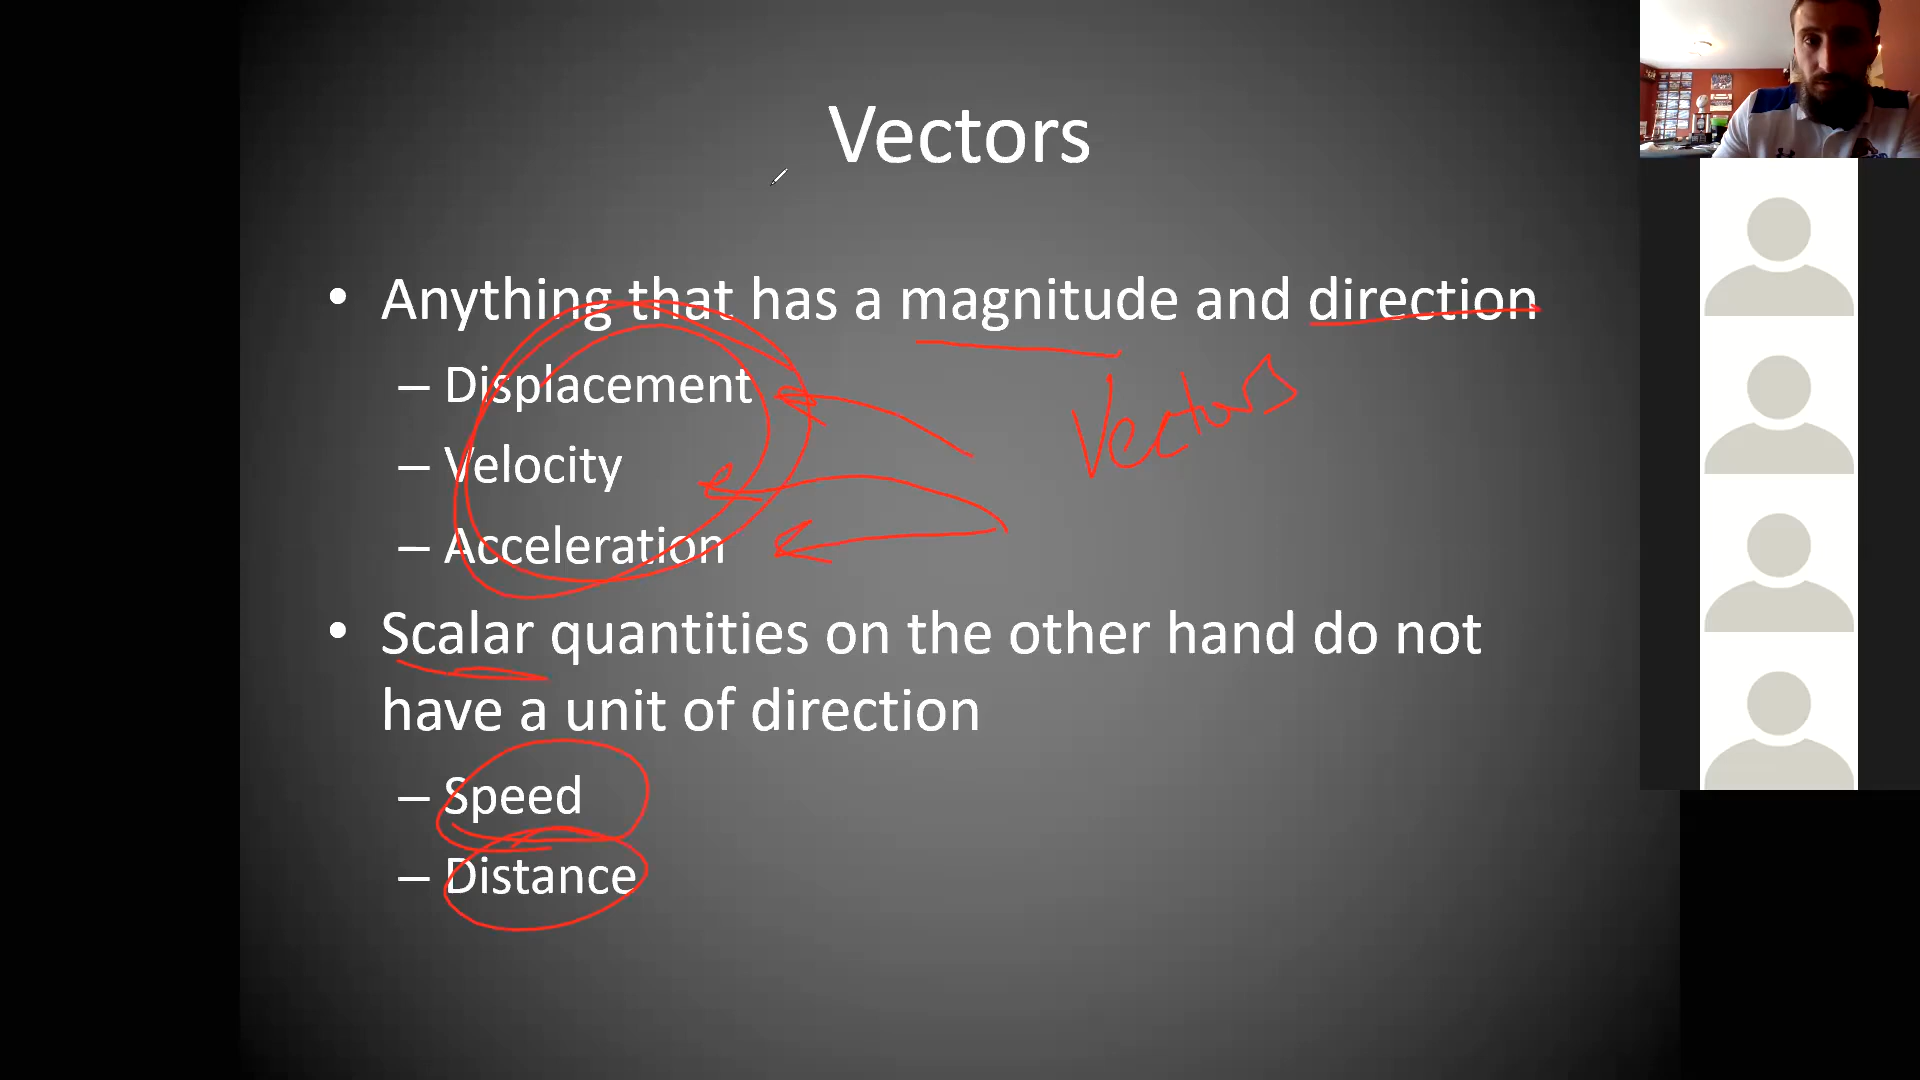 Vectors
• Anything that has a magnitude and direction
– Displacement
Vectors
– Velocity
– Acceleration
• Scalar quantities on the other hand do not
have a unit of direction
– Speed
– Distance